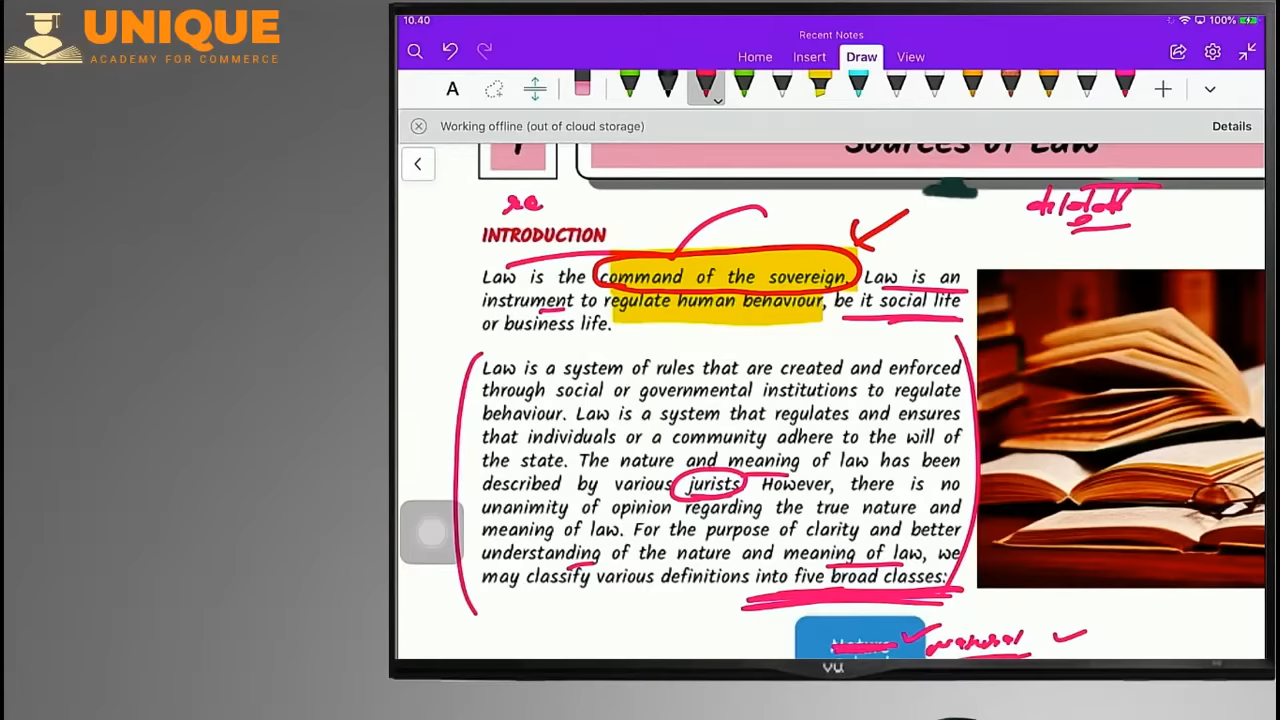 UNIQUE
ACADEMY FOR COMMERCE
10.40
100%
Recent Notes
Home Insert Draw View
A
Working offline (out of cloud storage)
Details
Sources of Law
INTRODUCTION
Law is the command of the sovereign. Law is an
instrument to regulate human behaviour, be it social life
or business life.
Law is a system of rules that are created and enforced
through social or governmental institutions to regulate
behaviour. Law is a system that regulates and ensures
that individuals or a community adhere to the will of
the state. The nature and meaning of law has been
described by various jurists. However, there is no
unanimity of opinion regarding the true nature and
meaning of law. For the purpose of clarity and better
understanding of the nature and meaning of law, we
may classify various definitions into five broad classes:
natural
VU